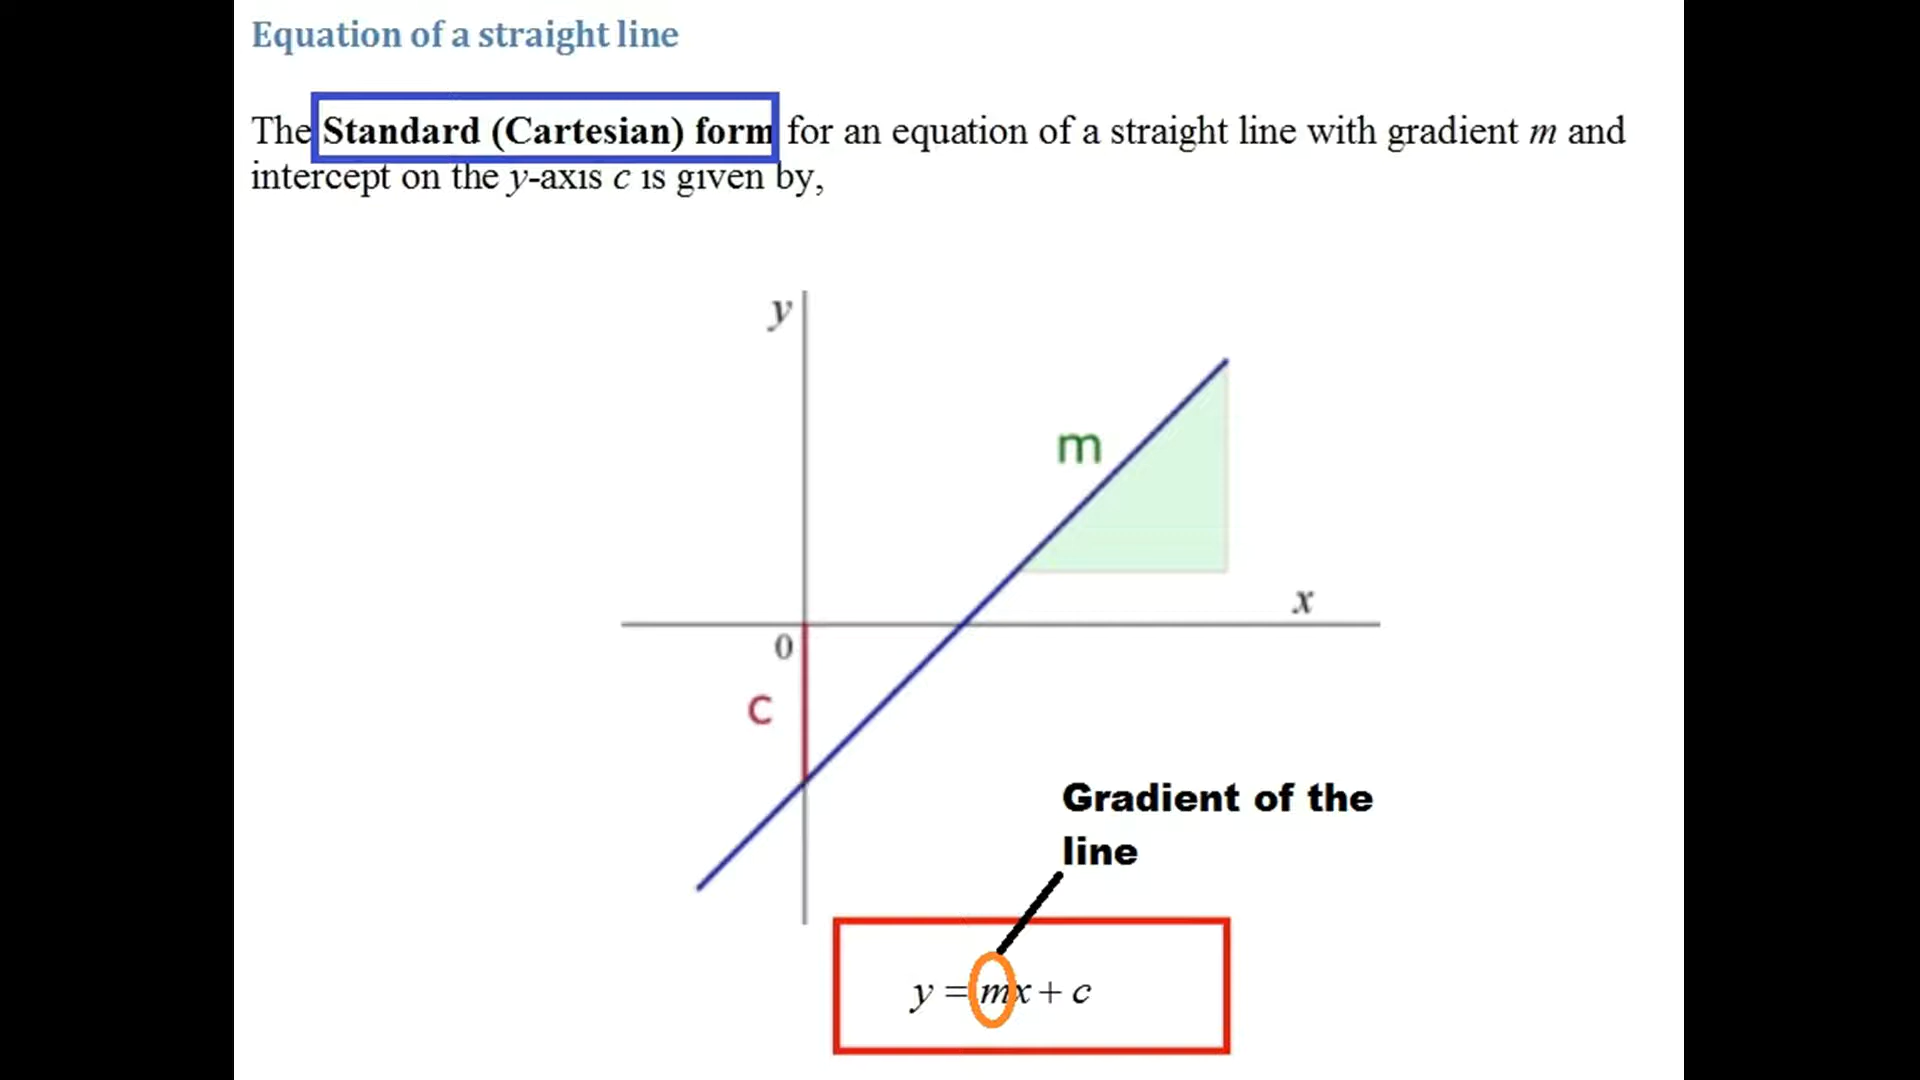 Equation of a straight line
The Standard (Cartesian) form for an equation of a straight line with gradient m and
intercept on the y-axis c is given by,
y
m
x
0
c
Gradient of the
line
y = mx + c